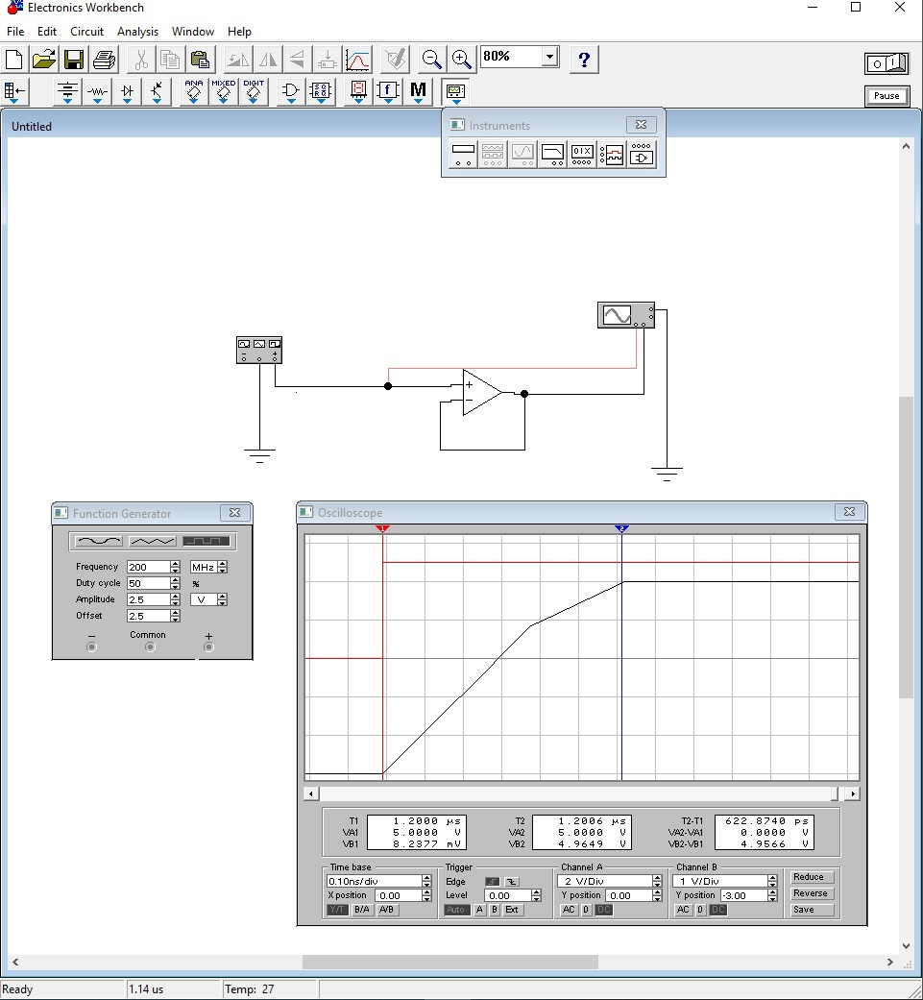 Electronics Workbench
File Edit Circuit Analysis Window Help
80% ?
O I
ANA MIXED DIGIT f M
Pause
Untitled
Instruments
O I X
+
−
− +
Function Generator
Frequency 200 MHz
Duty cycle 50 %
Amplitude 2.5 V
Offset 2.5
− Common +
Oscilloscope
1 2
T1 1.2000 µs T2 1.2006 µs T2-T1 622.8740 ps
VA1 5.0000 V VA2 5.0000 V VA2-VA1 0.0000 V
VB1 8.2377 mV VB2 4.9649 V VB2-VB1 4.9566 V
Time base Trigger Channel A Channel B
0.10ns/div Edge 2 V/Div 1 V/Div Reduce
X position 0.00 Level 0.00 Y position 0.00 Y position -3.00 Reverse
Y/T B/A A/B Auto A B Ext AC 0 DC AC 0 DC Save
Ready 1.14 us Temp: 27